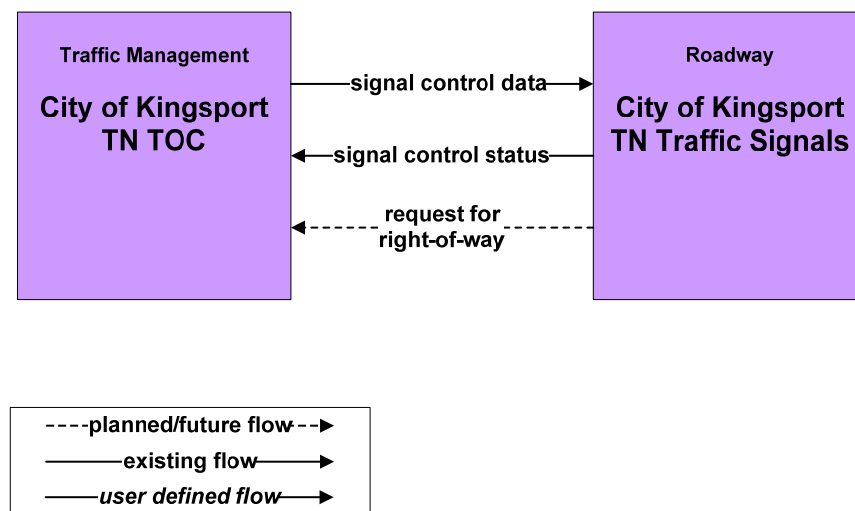 Traffic Management
City of Kingsport
TN TOC
signal control data
signal control status
request for
right-of-way
Roadway
City of Kingsport
TN Traffic Signals
planned/future flow
existing flow
user defined flow